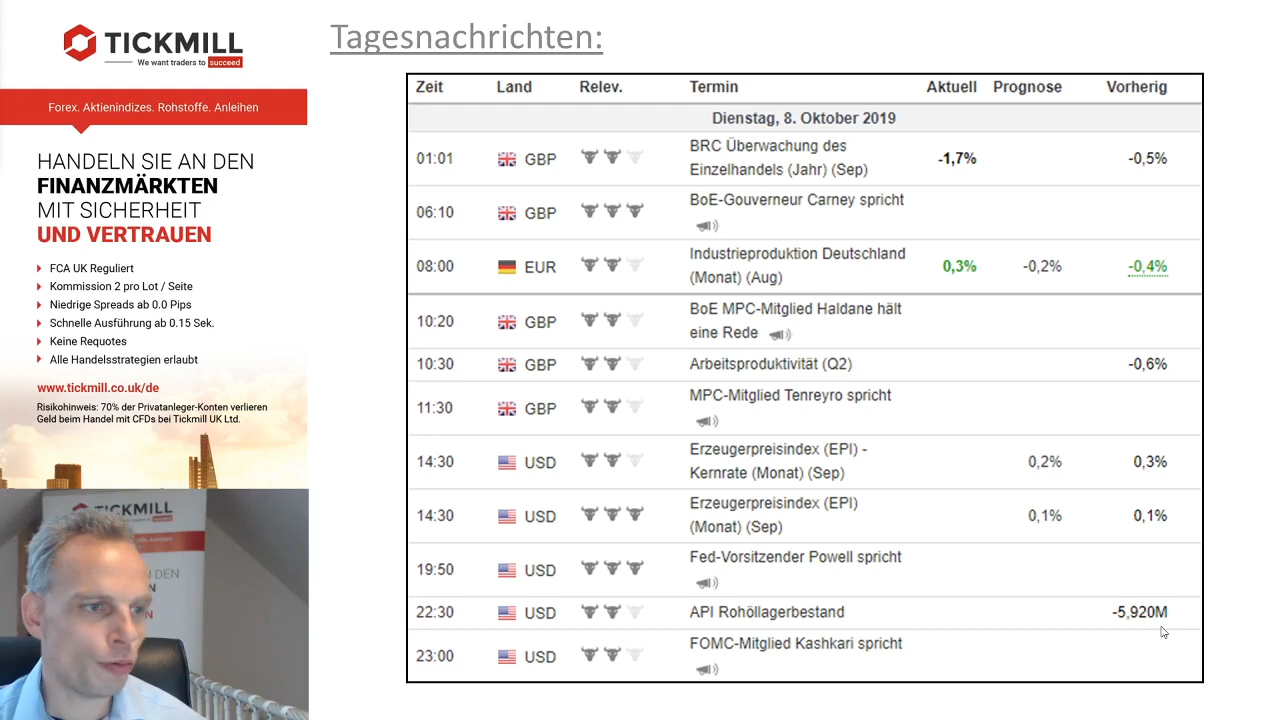 TICKMILL
We want traders to succeed
Forex. Aktienindizes. Rohstoffe. Anleihen
HANDELN SIE AN DEN
FINANZMÄRKTEN
MIT SICHERHEIT
UND VERTRAUEN
FCA UK Reguliert
Kommission 2 pro Lot / Seite
Niedrige Spreads ab 0.0 Pips
Schnelle Ausführung ab 0.15 Sek.
Keine Requotes
Alle Handelsstrategien erlaubt
www.tickmill.co.uk/de
Risikohinweis: 70% der Privatanleger-Konten verlieren
Geld beim Handel mit CFDs bei Tickmill UK Ltd.
TICKMILL
Tagesnachrichten:
Zeit Land Relev. Termin Aktuell Prognose Vorherig
Dienstag, 8. Oktober 2019
01:01 GBP BRC Überwachung des
Einzelhandels (Jahr) (Sep) -1,7% -0,5%
06:10 GBP BoE-Gouverneur Carney spricht
08:00 EUR Industrieproduktion Deutschland
(Monat) (Aug) 0,3% -0,2% -0,4%
10:20 GBP BoE MPC-Mitglied Haldane hält
eine Rede
10:30 GBP Arbeitsproduktivität (Q2) -0,6%
11:30 GBP MPC-Mitglied Tenreyro spricht
14:30 USD Erzeugerpreisindex (EPI) -
Kernrate (Monat) (Sep) 0,2% 0,3%
14:30 USD Erzeugerpreisindex (EPI)
(Monat) (Sep) 0,1% 0,1%
19:50 USD Fed-Vorsitzender Powell spricht
22:30 USD API Rohöllagerbestand -5,920M
23:00 USD FOMC-Mitglied Kashkari spricht